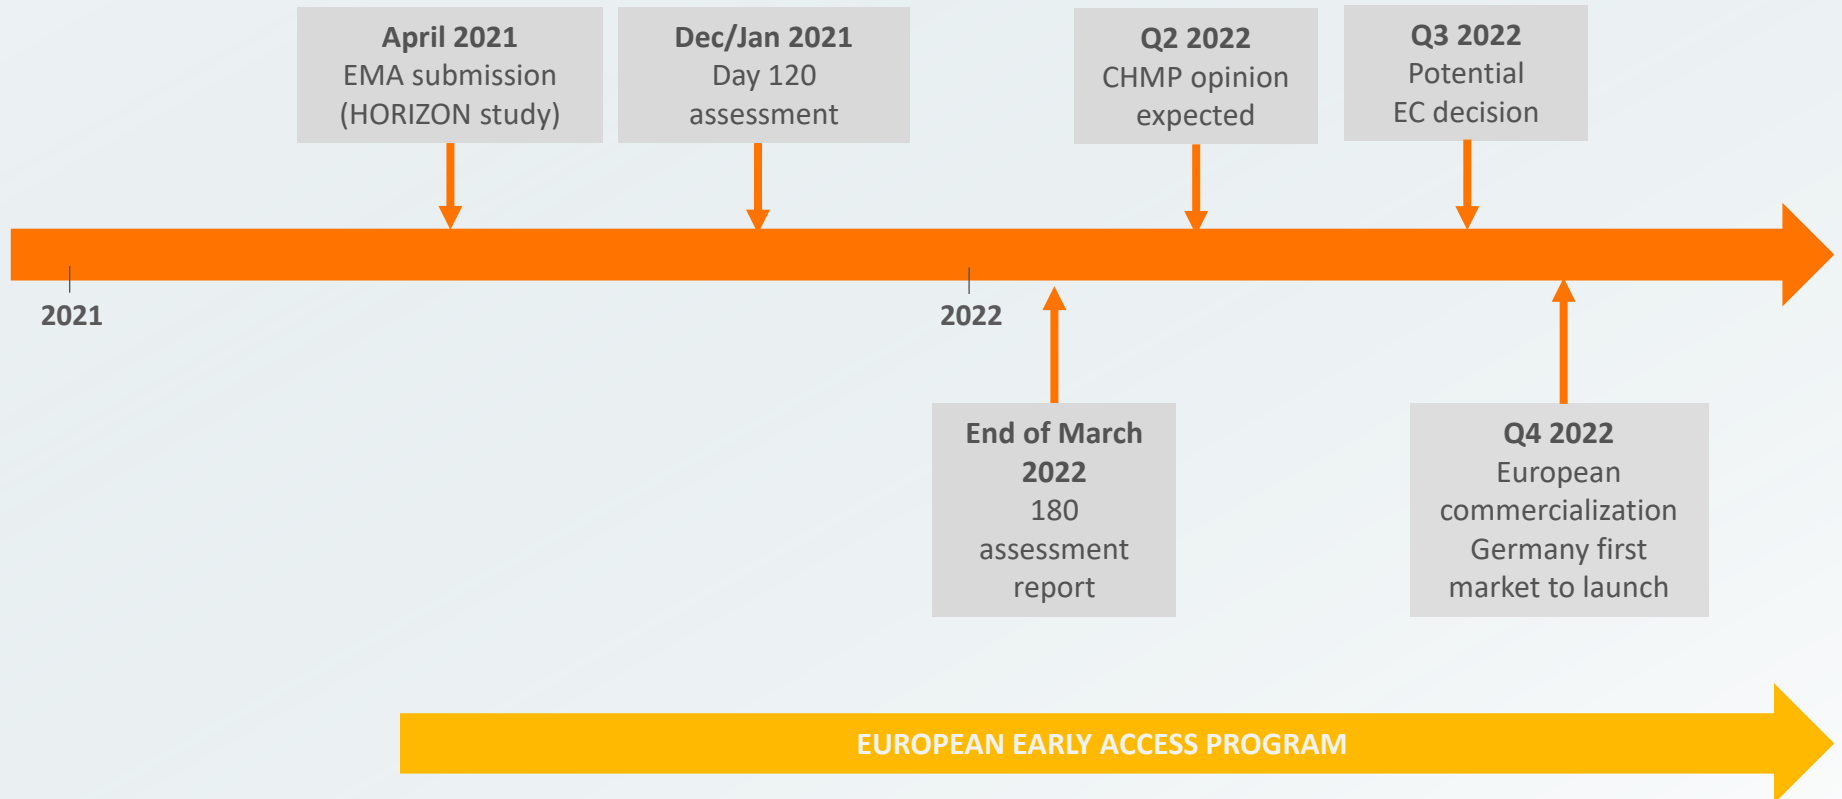 April 2021
EMA submission
(HORIZON study)
Dec/Jan 2021
Day 120
assessment
Q2 2022
CHMP opinion
expected
Q3 2022
Potential
EC decision
2021
2022
End of March
2022
180
assessment
report
Q4 2022
European
commercialization
Germany first
market to launch
EUROPEAN EARLY ACCESS PROGRAM